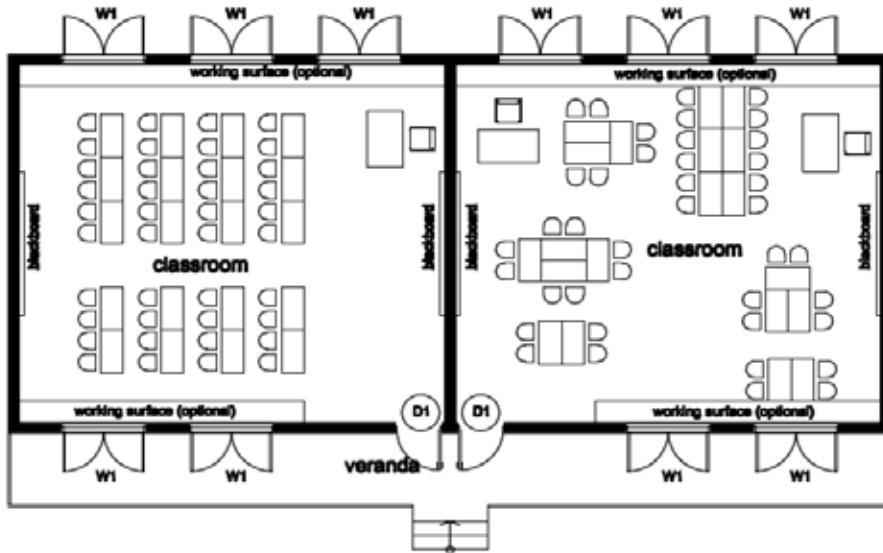 W1 W1 W1 W1 W1 W1
working surface (optional) working surface (optional)
blackboard blackboard blackboard blackboard
classroom classroom
working surface (optional) D1 D1 working surface (optional)
veranda
W1 W1 W1 W1